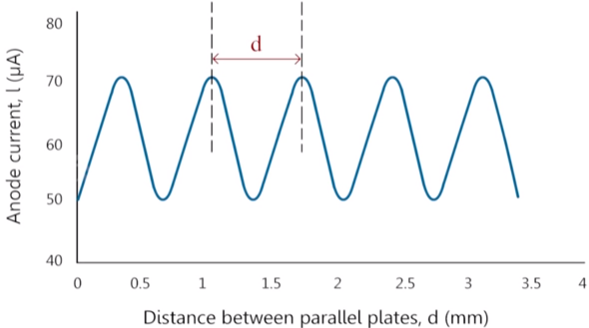 80
70
60
50
40
Anode current, l (μA)
d
0 0.5 1 1.5 2 2.5 3 3.5 4
Distance between parallel plates, d (mm)